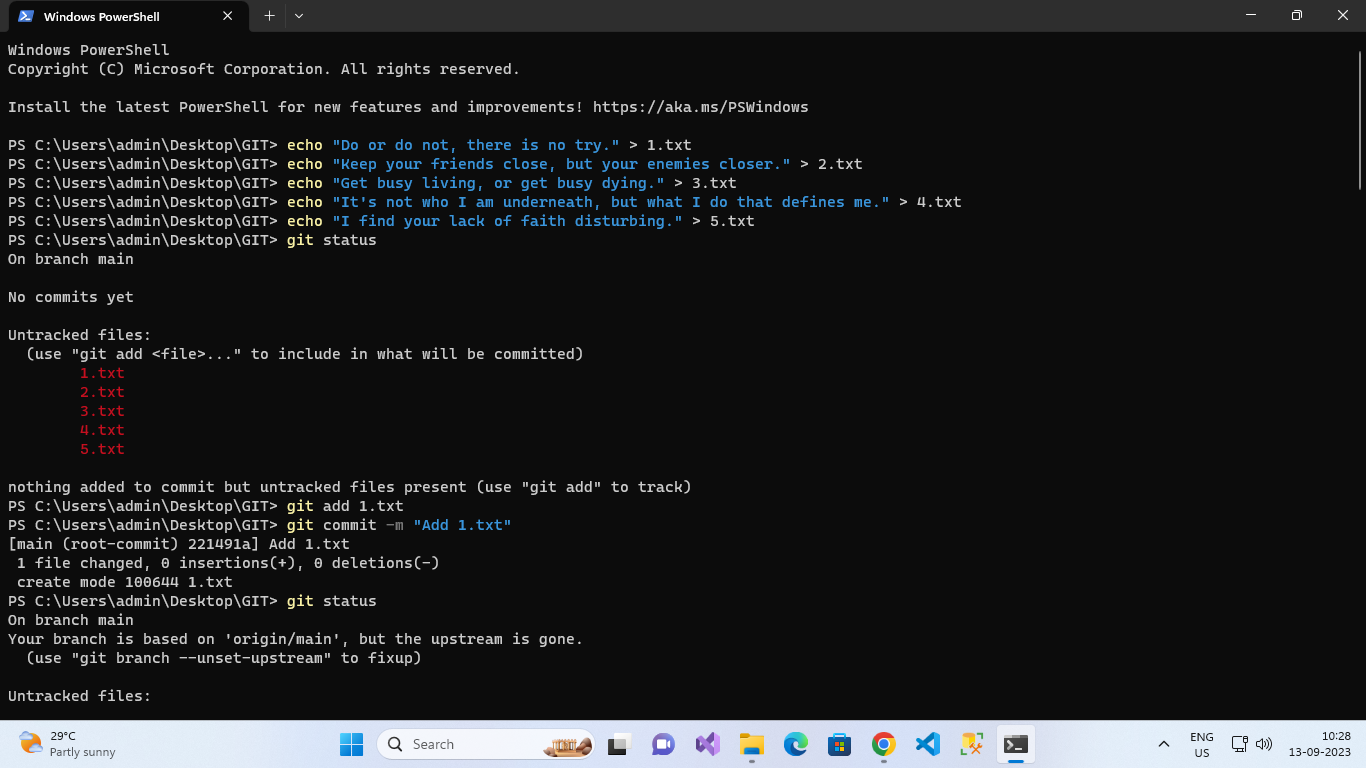 Windows PowerShell
Windows PowerShell
Copyright (C) Microsoft Corporation. All rights reserved.
Install the latest PowerShell for new features and improvements! https://aka.ms/PSWindows
PS C:\Users\admin\Desktop\GIT> echo "Do or do not, there is no try." > 1.txt
PS C:\Users\admin\Desktop\GIT> echo "Keep your friends close, but your enemies closer." > 2.txt
PS C:\Users\admin\Desktop\GIT> echo "Get busy living, or get busy dying." > 3.txt
PS C:\Users\admin\Desktop\GIT> echo "It's not who I am underneath, but what I do that defines me." > 4.txt
PS C:\Users\admin\Desktop\GIT> echo "I find your lack of faith disturbing." > 5.txt
PS C:\Users\admin\Desktop\GIT> git status
On branch main
No commits yet
Untracked files:
  (use "git add <file>..." to include in what will be committed)
        1.txt
        2.txt
        3.txt
        4.txt
        5.txt
nothing added to commit but untracked files present (use "git add" to track)
PS C:\Users\admin\Desktop\GIT> git add 1.txt
PS C:\Users\admin\Desktop\GIT> git commit -m "Add 1.txt"
[main (root-commit) 221491a] Add 1.txt
 1 file changed, 0 insertions(+), 0 deletions(-)
 create mode 100644 1.txt
PS C:\Users\admin\Desktop\GIT> git status
On branch main
Your branch is based on 'origin/main', but the upstream is gone.
  (use "git branch --unset-upstream" to fixup)
Untracked files:
29°C
Partly sunny
Search
ENG
US
10:28
13-09-2023